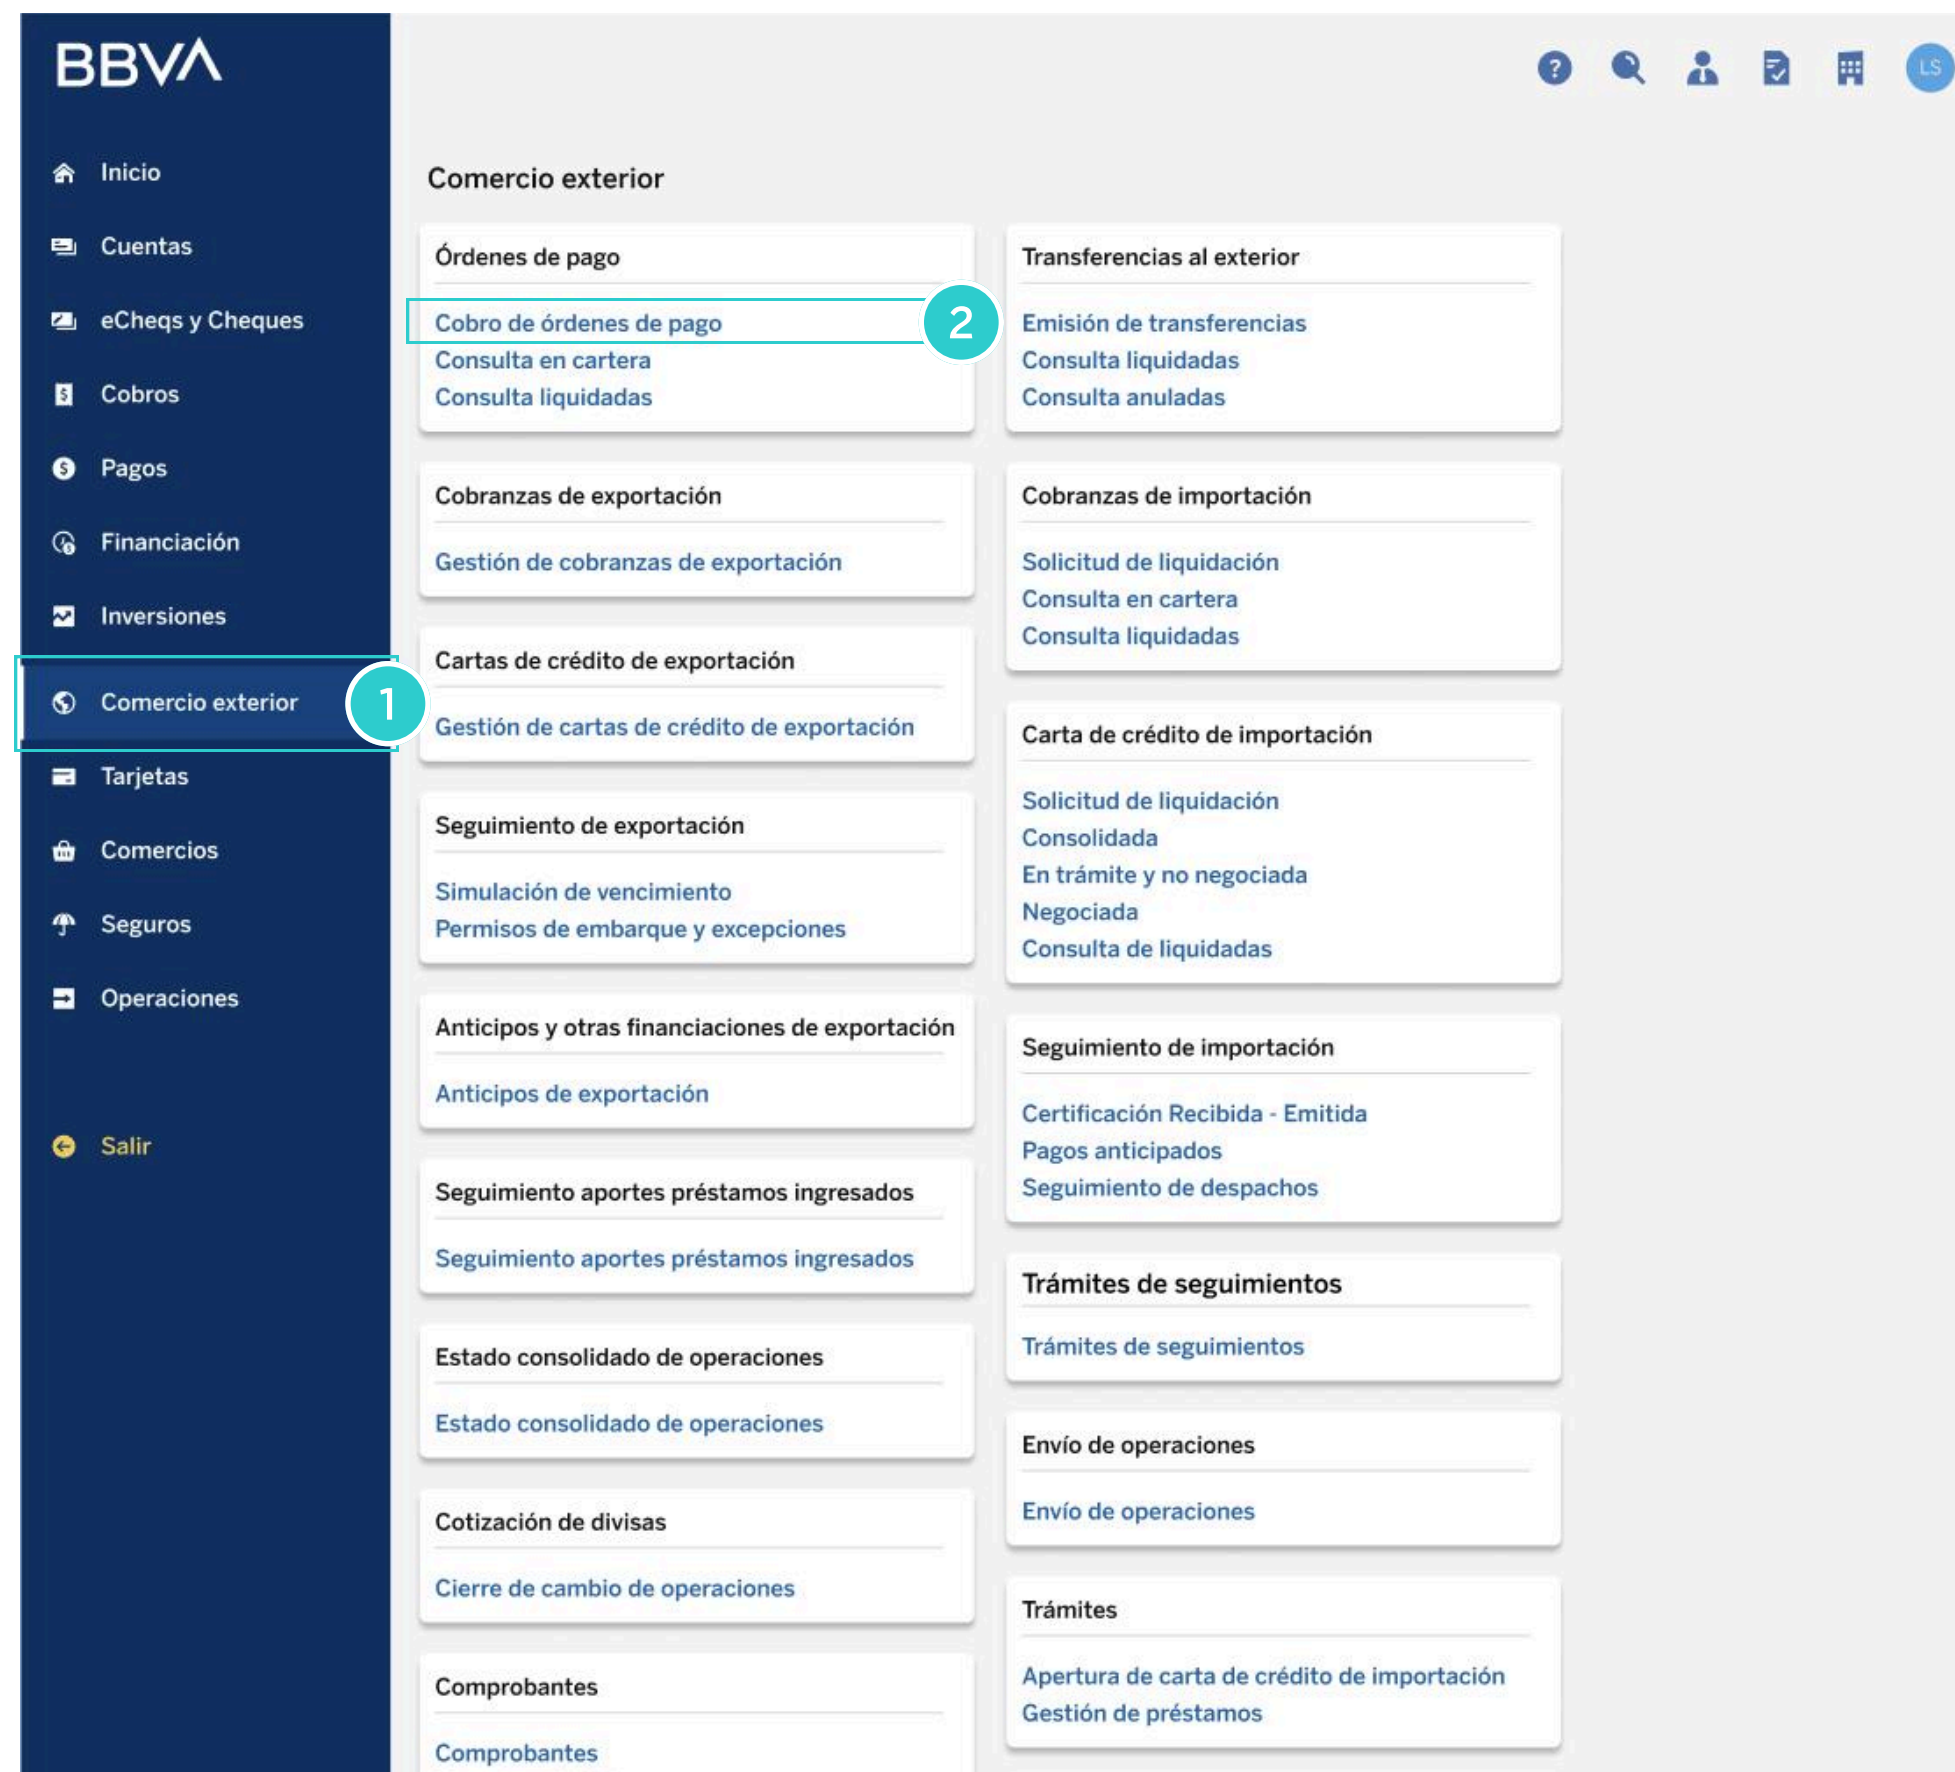 BBVA
?
LS
Inicio
Cuentas
eCheqs y Cheques
Cobros
Pagos
Financiación
Inversiones
Comercio exterior
1
Tarjetas
Comercios
Seguros
Operaciones
Salir
Comercio exterior
Órdenes de pago
Cobro de órdenes de pago
2
Consulta en cartera
Consulta liquidadas
Cobranzas de exportación
Gestión de cobranzas de exportación
Cartas de crédito de exportación
Gestión de cartas de crédito de exportación
Seguimiento de exportación
Simulación de vencimiento
Permisos de embarque y excepciones
Anticipos y otras financiaciones de exportación
Anticipos de exportación
Seguimiento aportes préstamos ingresados
Seguimiento aportes préstamos ingresados
Estado consolidado de operaciones
Estado consolidado de operaciones
Cotización de divisas
Cierre de cambio de operaciones
Comprobantes
Comprobantes
Transferencias al exterior
Emisión de transferencias
Consulta liquidadas
Consulta anuladas
Cobranzas de importación
Solicitud de liquidación
Consulta en cartera
Consulta liquidadas
Carta de crédito de importación
Solicitud de liquidación
Consolidada
En trámite y no negociada
Negociada
Consulta de liquidadas
Seguimiento de importación
Certificación Recibida - Emitida
Pagos anticipados
Seguimiento de despachos
Trámites de seguimientos
Trámites de seguimientos
Envío de operaciones
Envío de operaciones
Trámites
Apertura de carta de crédito de importación
Gestión de préstamos